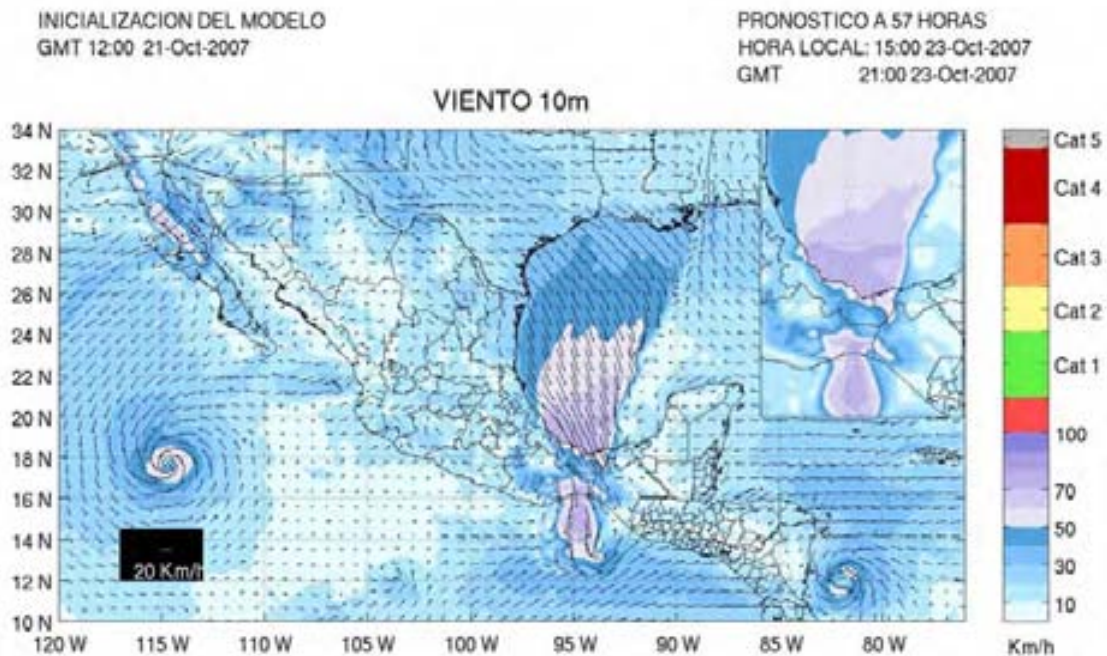 INICIALIZACION DEL MODELO
GMT 12:00 21-Oct-2007
PRONOSTICO A 57 HORAS
HORA LOCAL: 15:00 23-Oct-2007
GMT 21:00 23-Oct-2007
VIENTO 10m
34 N
32 N
30 N
28 N
26 N
24 N
22 N
20 N
18 N
16 N
14 N
12 N
10 N
20 Km/h
120 W 115 W 110 W 105 W 100 W 95 W 90 W 85 W 80 W
Cat 5
Cat 4
Cat 3
Cat 2
Cat 1
100
70
50
30
10
Km/h